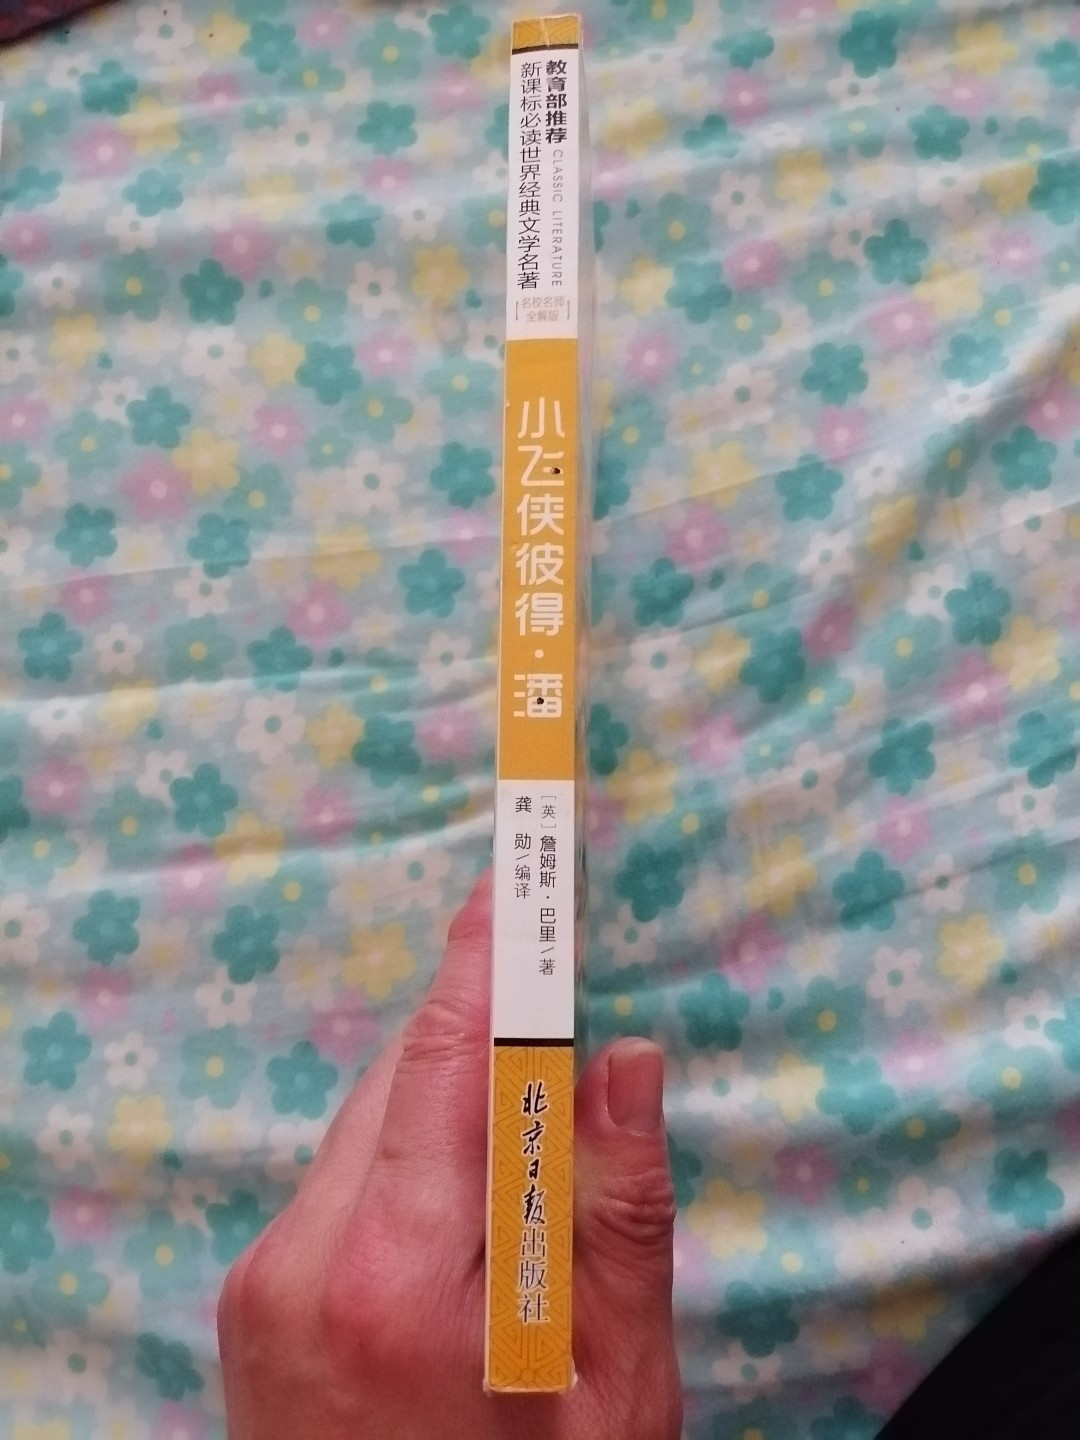 教育部推荐
CLASSIC LITERATURE
新课标必读世界经典文学名著
[名校名师
全解版]
小飞侠彼得·潘
[英]詹姆斯·巴里/著
龚 勋/编译
北京日报出版社